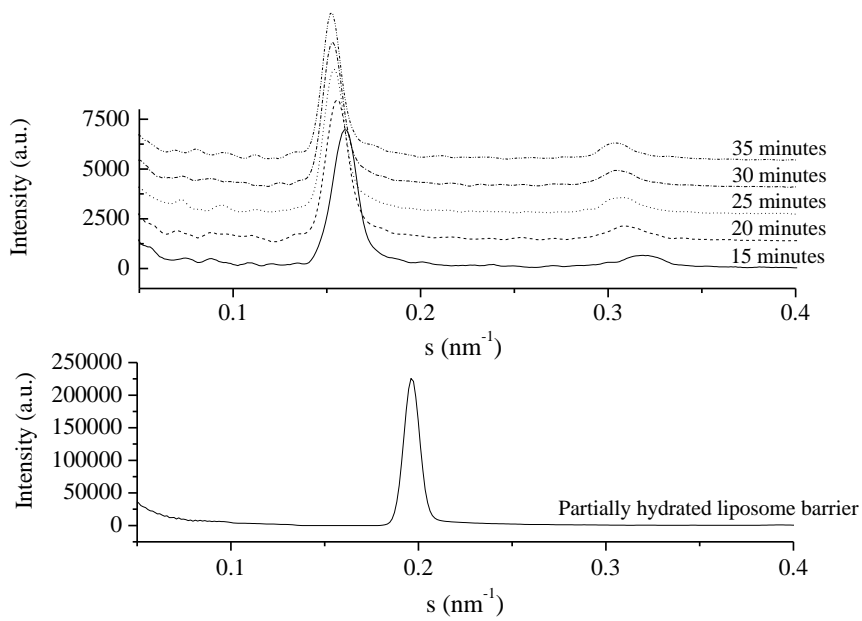 Intensity (a.u.)
7500
5000
2500
0
35 minutes
30 minutes
25 minutes
20 minutes
15 minutes
0.1
0.2
0.3
0.4
s (nm⁻¹)
Intensity (a.u.)
250000
225000
200000
150000
100000
50000
0
Partially hydrated liposome barrier
0.1
0.2
0.3
0.4
s (nm⁻¹)